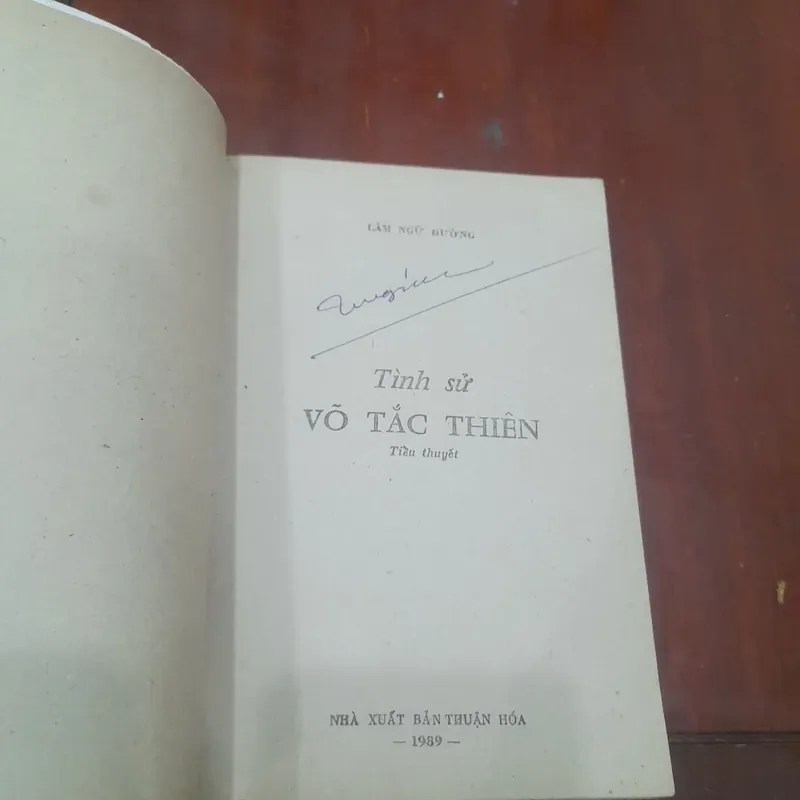 LÂM NGỮ ĐƯỜNG
Tình sử
VÕ TẮC THIÊN
Tiểu thuyết
NHÀ XUẤT BẢN THUẬN HÓA
— 1989 —